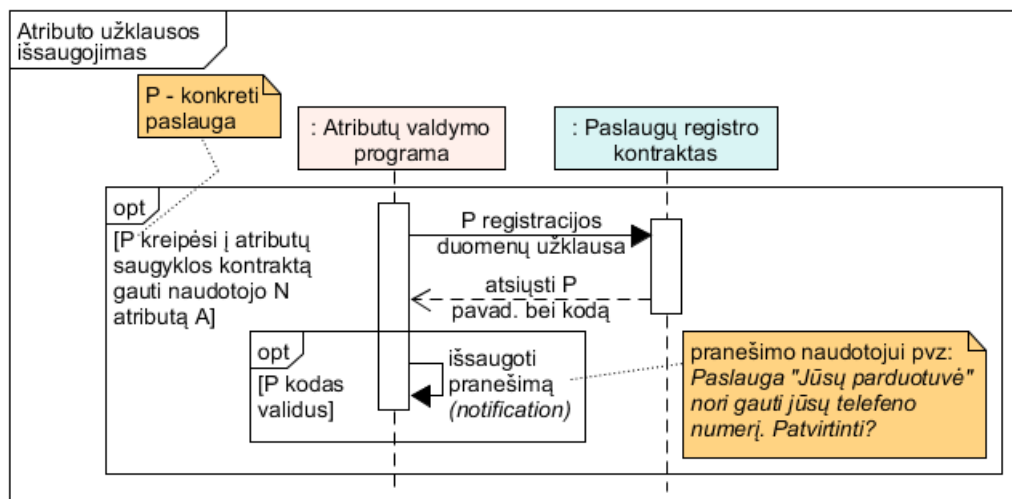 Atributo užklausos
išsaugojimas
P - konkreti
paslauga
: Atributų valdymo
programa
: Paslaugų registro
kontraktas
opt
[P kreipėsi į atributų
saugyklos kontraktą
gauti naudotojo N
atributą A]
P registracijos
duomenų užklausa
atsiųsti P
pavad. bei kodą
opt
[P kodas
validus]
išsaugoti
pranešimą
(notification)
pranešimo naudotojui pvz:
Paslauga "Jūsų parduotuvė"
nori gauti jūsų telefeno
numerį. Patvirtinti?